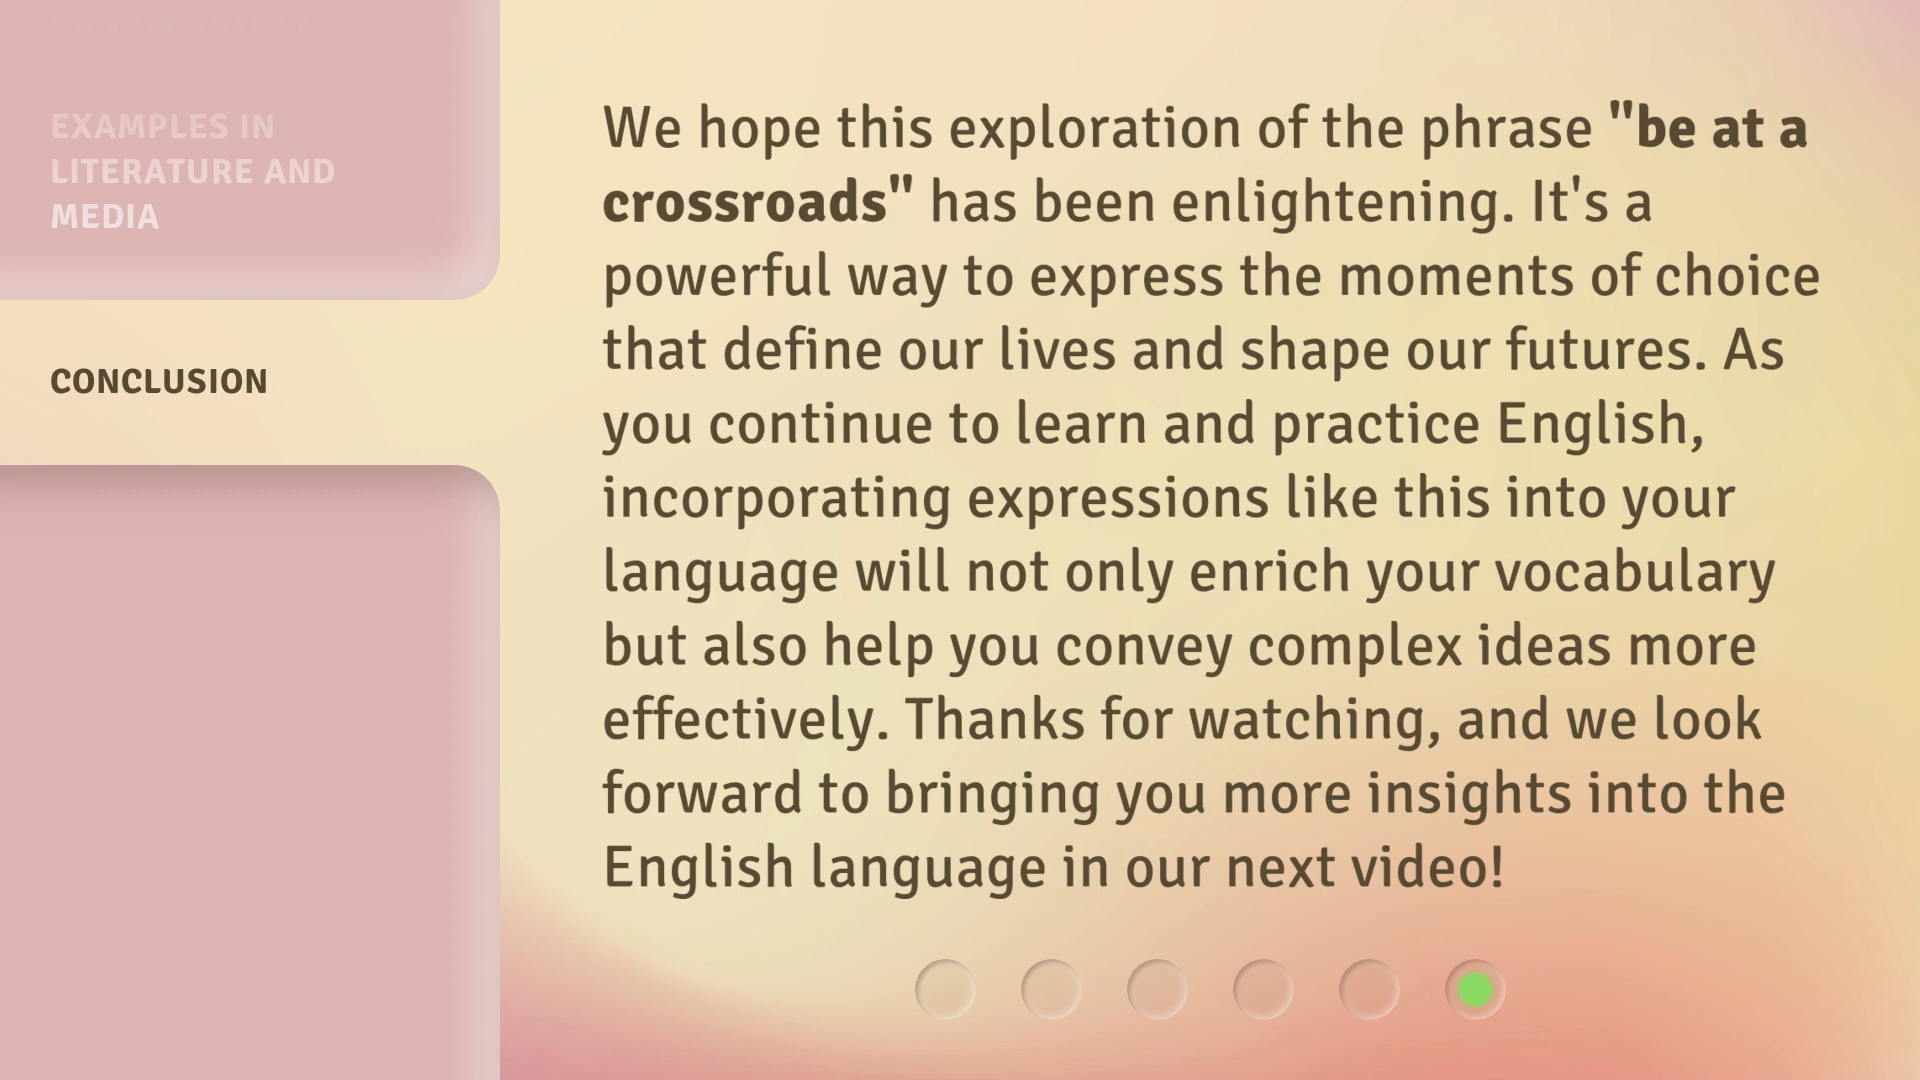 EXAMPLES IN
LITERATURE AND
MEDIA
CONCLUSION
We hope this exploration of the phrase "be at a
crossroads" has been enlightening. It's a
powerful way to express the moments of choice
that define our lives and shape our futures. As
you continue to learn and practice English,
incorporating expressions like this into your
language will not only enrich your vocabulary
but also help you convey complex ideas more
effectively. Thanks for watching, and we look
forward to bringing you more insights into the
English language in our next video!